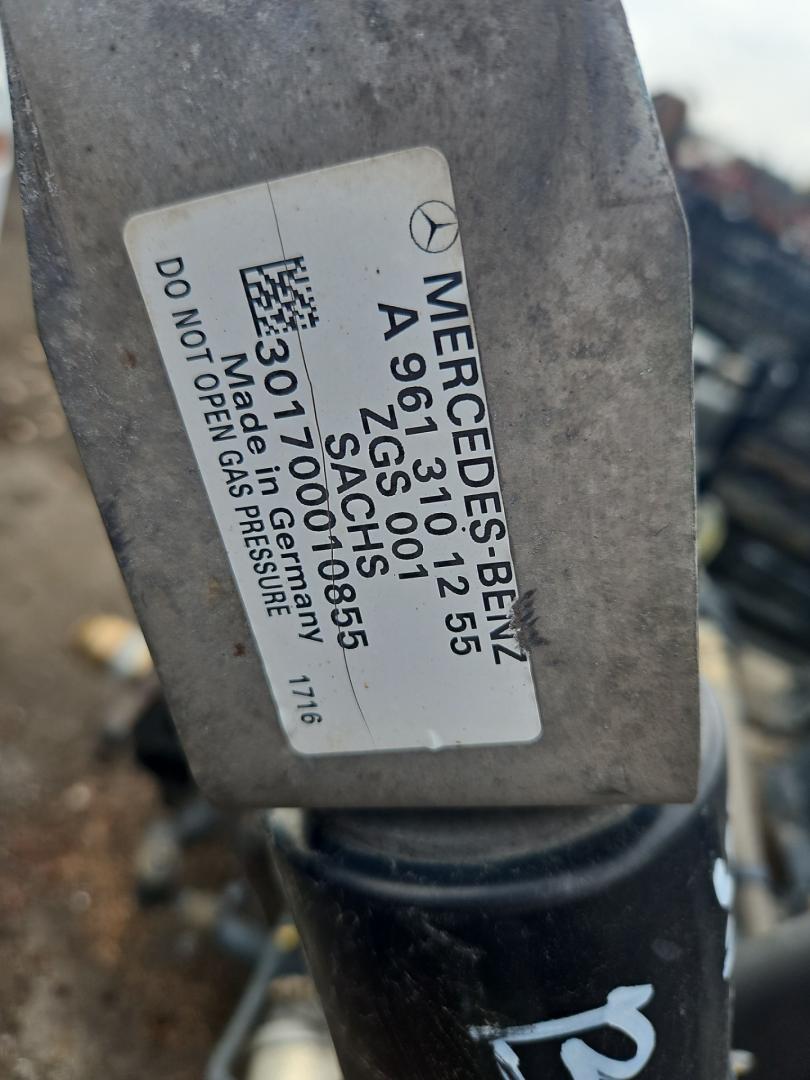 MERCEDES-BENZ
A 961 310 12 55
ZGS 001
SACHS
301700010855
Made in Germany
1716
DO NOT OPEN GAS PRESSURE